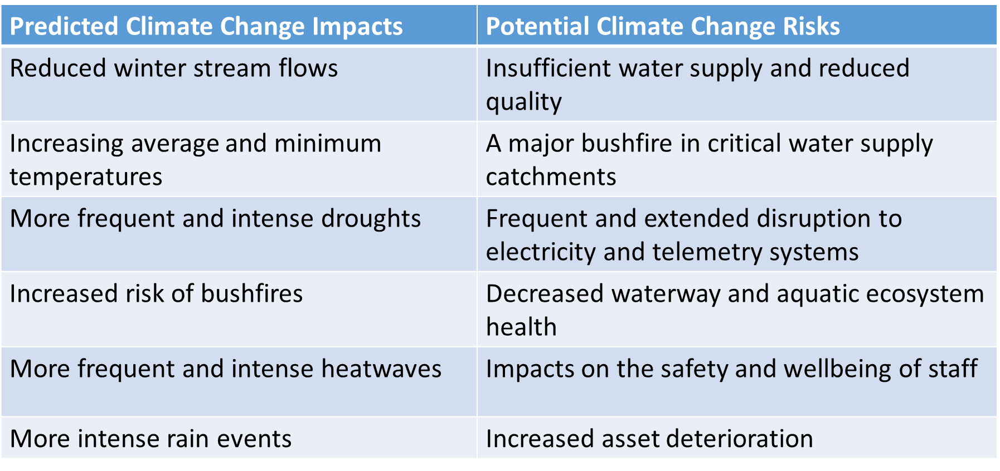 Predicted Climate Change Impacts
Potential Climate Change Risks
Reduced winter stream flows
Insufficient water supply and reduced
quality
Increasing average and minimum
temperatures
A major bushfire in critical water supply
catchments
More frequent and intense droughts
Frequent and extended disruption to
electricity and telemetry systems
Increased risk of bushfires
Decreased waterway and aquatic ecosystem
health
More frequent and intense heatwaves
Impacts on the safety and wellbeing of staff
More intense rain events
Increased asset deterioration